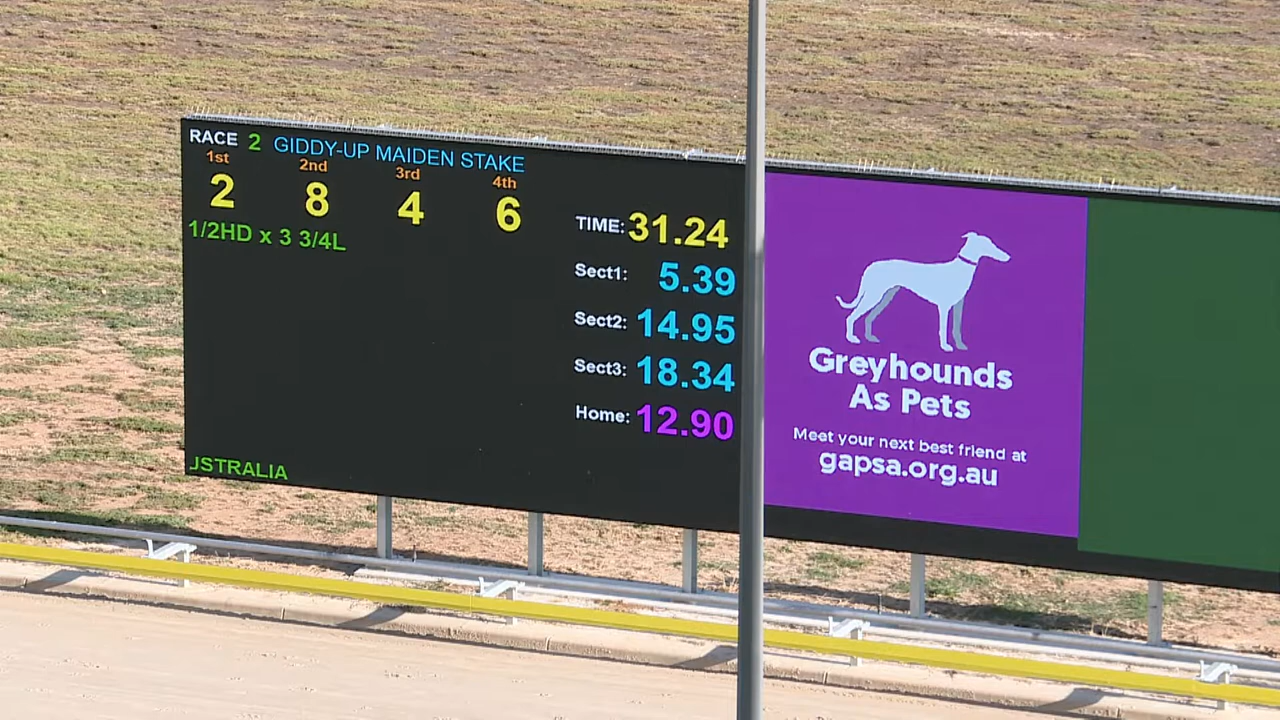 RACE 2 GIDDY-UP MAIDEN STAKE
1st 2nd 3rd 4th
2 8 4 6
1/2HD x 3 3/4L
TIME: 31.24
Sect1: 5.39
Sect2: 14.95
Sect3: 18.34
Home: 12.90
JSTRALIA
Greyhounds
As Pets
Meet your next best friend at
gapsa.org.au